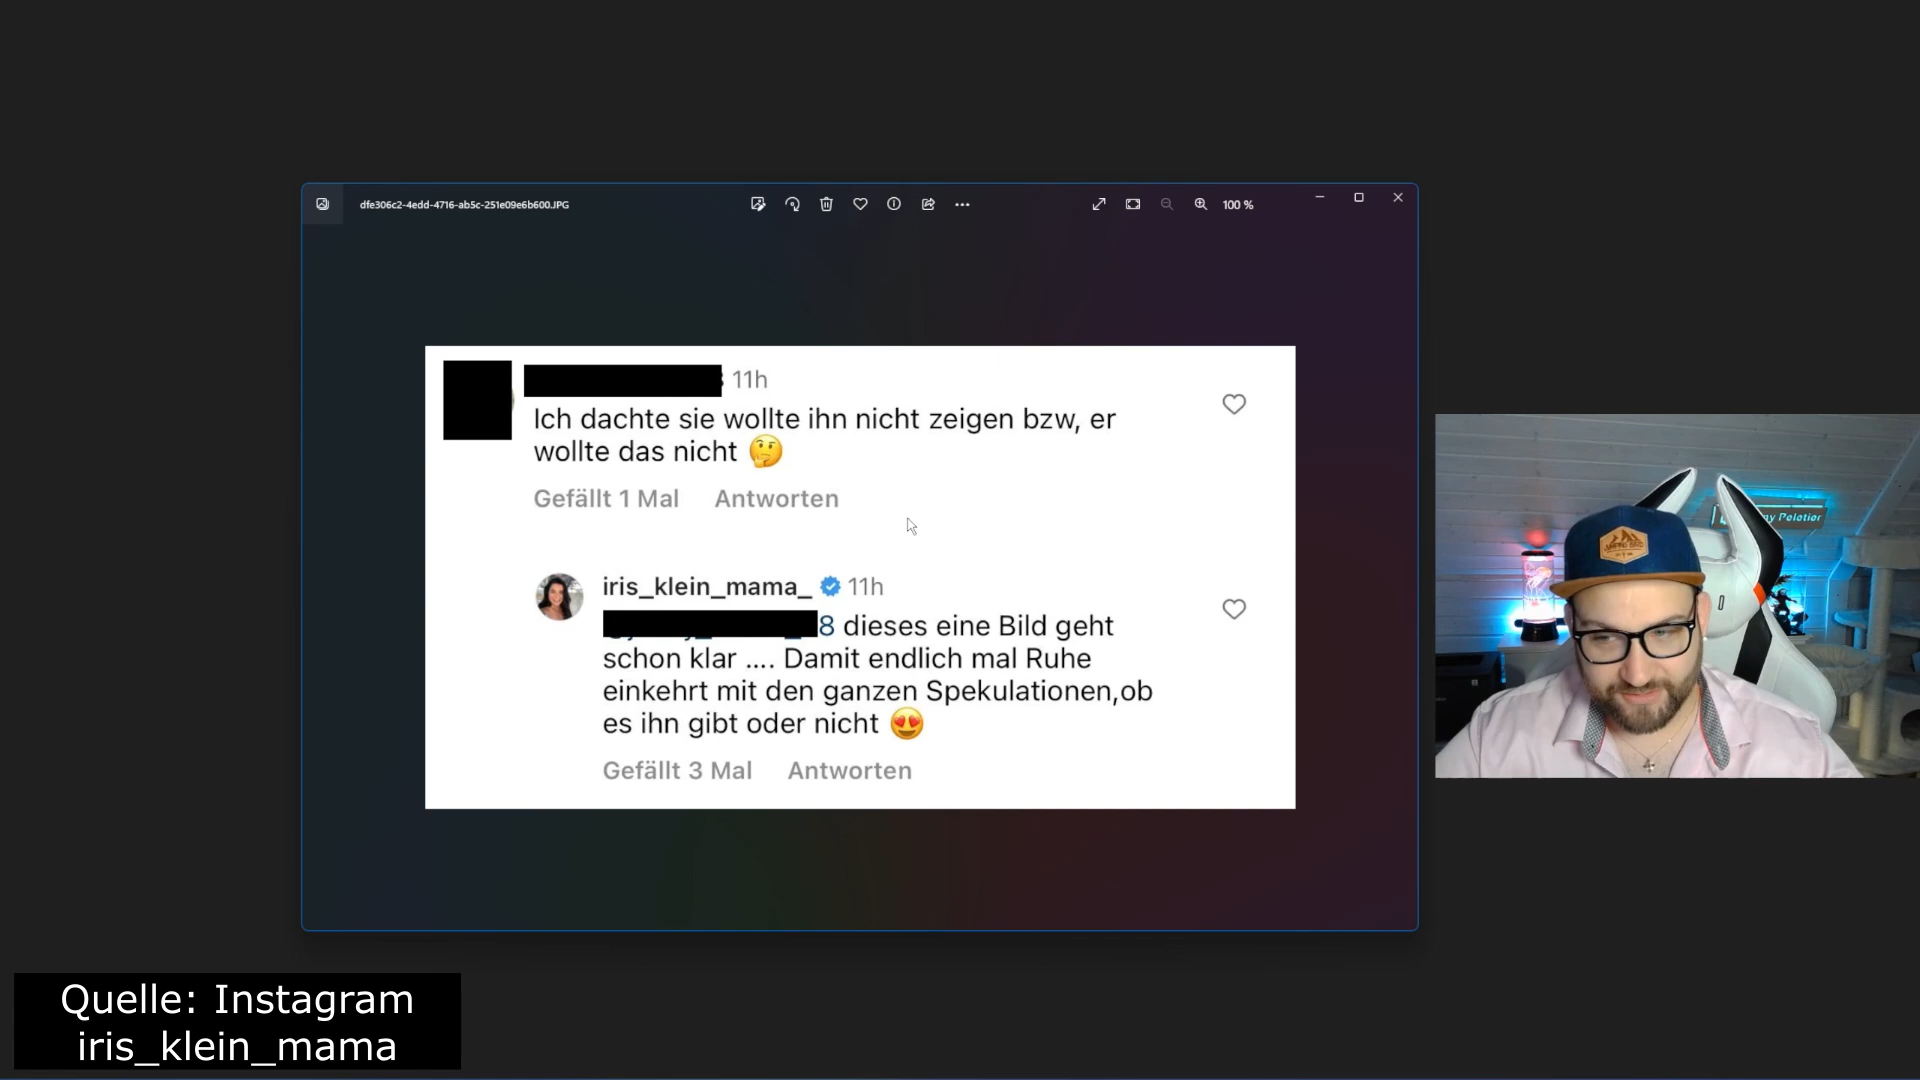 dfe306c2-4edd-4716-ab5c-251e09e6b600.JPG
100 %
11h
Ich dachte sie wollte ihn nicht zeigen bzw, er
wollte das nicht 🤔
Gefällt 1 Mal Antworten
iris_klein_mama_ 11h
8 dieses eine Bild geht
schon klar .... Damit endlich mal Ruhe
einkehrt mit den ganzen Spekulationen,ob
es ihn gibt oder nicht 😍
Gefällt 3 Mal Antworten
Quelle: Instagram
iris_klein_mama